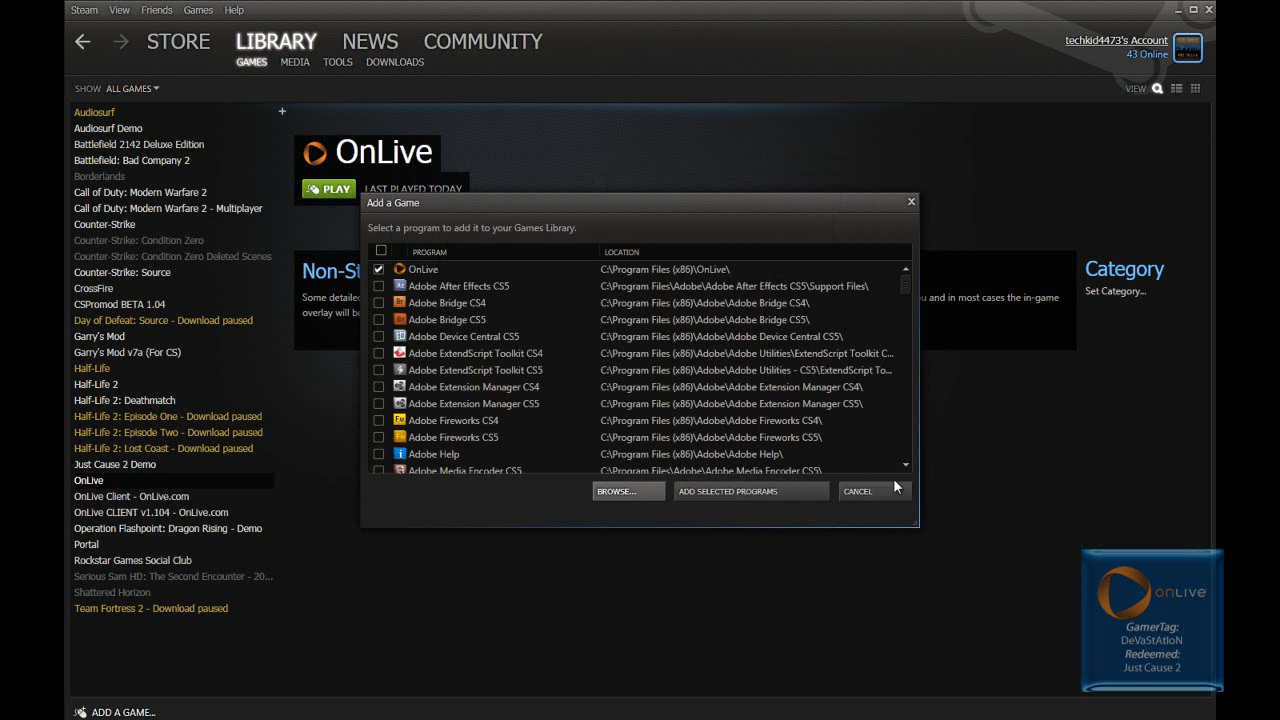 Steam View Friends Games Help
STORE LIBRARY NEWS COMMUNITY
GAMES MEDIA TOOLS DOWNLOADS
techkid4473's Account
43 Online
SHOW ALL GAMES
VIEW
Audiosurf
Audiosurf Demo
Battlefield 2142 Deluxe Edition
Battlefield: Bad Company 2
Borderlands
Call of Duty: Modern Warfare 2
Call of Duty: Modern Warfare 2 - Multiplayer
Counter-Strike
Counter-Strike: Condition Zero
Counter-Strike: Condition Zero Deleted Scenes
Counter-Strike: Source
CrossFire
CSPromod BETA 1.04
Day of Defeat: Source - Download paused
Garry's Mod
Garry's Mod v7a (For CS)
Half-Life
Half-Life 2
Half-Life 2: Deathmatch
Half-Life 2: Episode One - Download paused
Half-Life 2: Episode Two - Download paused
Half-Life 2: Lost Coast - Download paused
Just Cause 2 Demo
OnLive
OnLive Client - OnLive.com
OnLive CLIENT v1.104 - OnLive.com
Operation Flashpoint: Dragon Rising - Demo
Portal
Rockstar Games Social Club
Serious Sam HD: The Second Encounter - 20...
Shattered Horizon
Team Fortress 2 - Download paused
+
OnLive
PLAY LAST PLAYED TODAY
Non-St
Some detailed
overlay will be
u and in most cases the in-game
Category
Set Category...
Add a Game
Select a program to add it to your Games Library.
PROGRAM LOCATION
OnLive C:\Program Files (x86)\OnLive\
Ae Adobe After Effects CS5 C:\Program Files\Adobe\Adobe After Effects CS5\Support Files\
Br Adobe Bridge CS4 C:\Program Files (x86)\Adobe\Adobe Bridge CS4\
Br Adobe Bridge CS5 C:\Program Files (x86)\Adobe\Adobe Bridge CS5\
Adobe Device Central CS5 C:\Program Files (x86)\Adobe\Adobe Device Central CS5\
Adobe ExtendScript Toolkit CS4 C:\Program Files (x86)\Adobe\Adobe Utilities\ExtendScript Toolkit C...
Adobe ExtendScript Toolkit CS5 C:\Program Files (x86)\Adobe\Adobe Utilities - CS5\ExtendScript To...
Adobe Extension Manager CS4 C:\Program Files (x86)\Adobe\Adobe Extension Manager CS4\
Adobe Extension Manager CS5 C:\Program Files (x86)\Adobe\Adobe Extension Manager CS5\
Fw Adobe Fireworks CS4 C:\Program Files (x86)\Adobe\Adobe Fireworks CS4\
Fw Adobe Fireworks CS5 C:\Program Files (x86)\Adobe\Adobe Fireworks CS5\
Adobe Help C:\Program Files (x86)\Adobe\Adobe Help\
Adobe Media Encoder CS5 C:\Program Files\Adobe\Adobe Media Encoder CS5\
BROWSE... ADD SELECTED PROGRAMS CANCEL
onLIVE
GamerTag:
DeVaStAtIoN
Redeemed:
Just Cause 2
ADD A GAME...